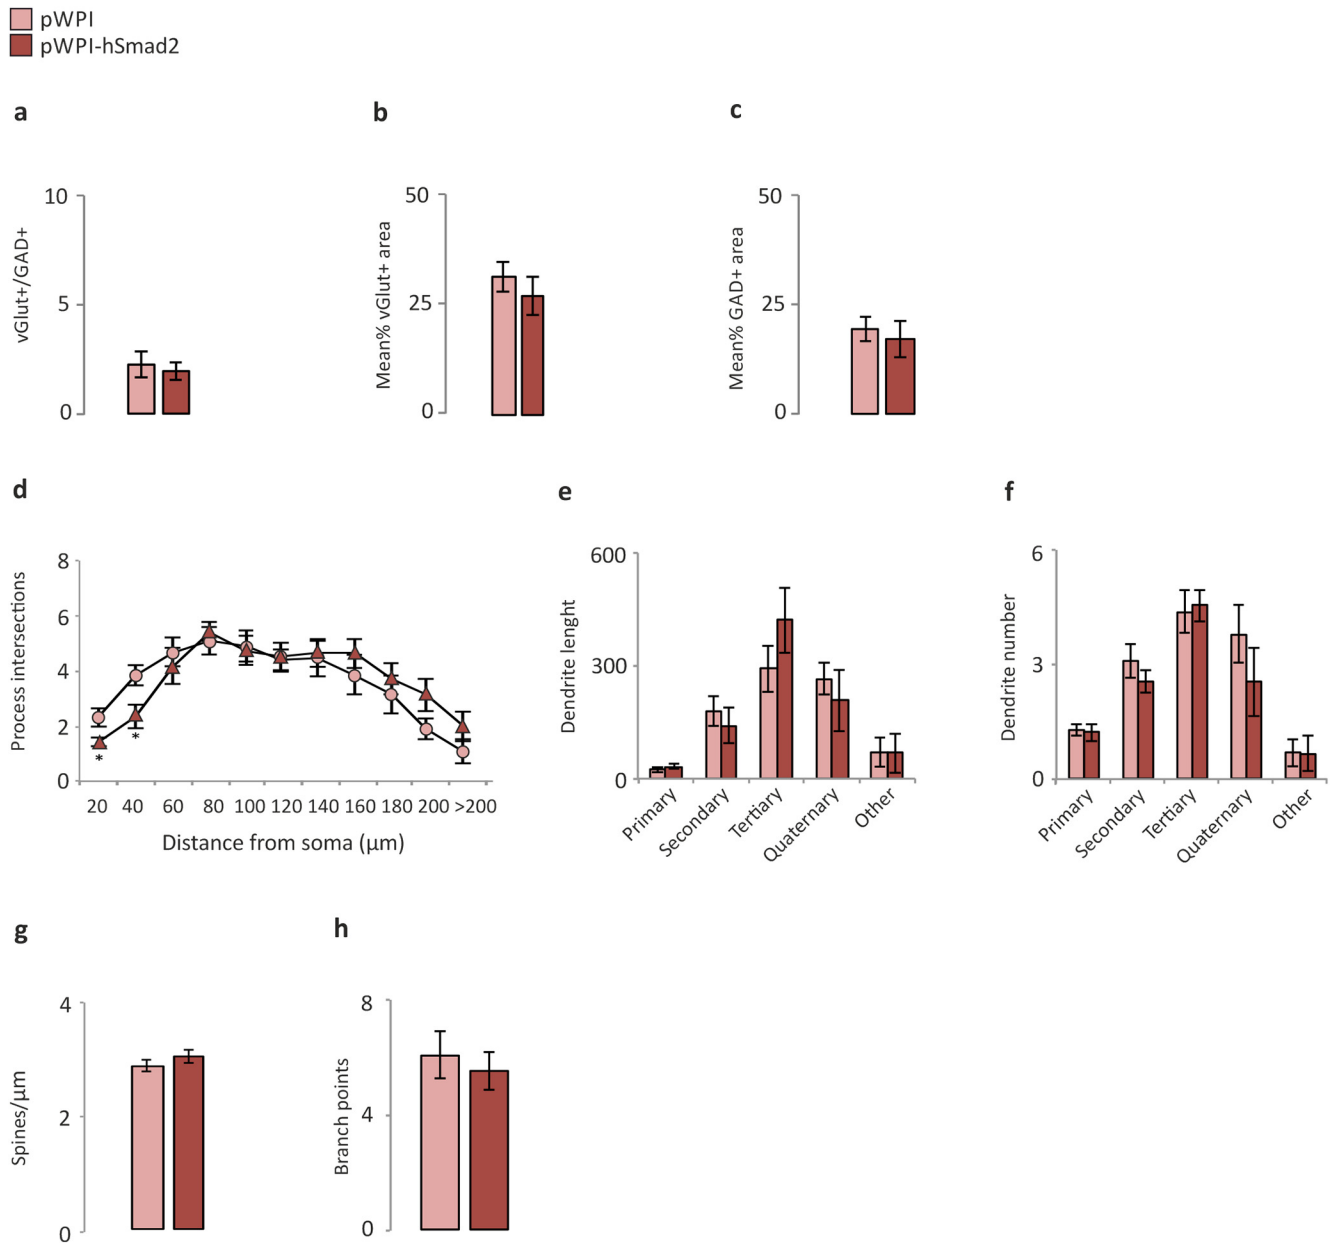 pWPI
pWPI-hSmad2
a
b
c
10
5
0
vGlut+/GAD+
50
25
0
Mean% vGlut+ area
50
25
0
Mean% GAD+ area
d
e
f
8
6
4
2
0
Process intersections
*
*
20 40 60 80 100 120 140 160 180 200 >200
Distance from soma (µm)
600
300
0
Dendrite lenght
Primary
Secondary
Tertiary
Quaternary
Other
6
3
0
Dendrite number
Primary
Secondary
Tertiary
Quaternary
Other
g
h
4
2
0
Spines/µm
8
4
0
Branch points